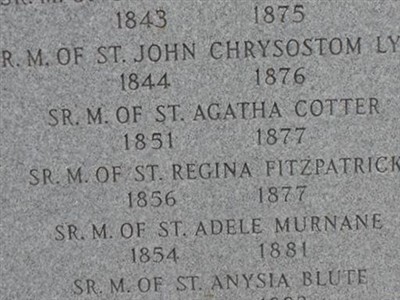 1843 1875
SR. M. OF ST. JOHN CHRYSOSTOM LY
1844 1876
SR. M. OF ST. AGATHA COTTER
1851 1877
SR. M. OF ST. REGINA FITZPATRICK
1856 1877
SR. M. OF ST. ADELE MURNANE
1854 1881
SR. M. OF ST. ANYSIA BLUTE